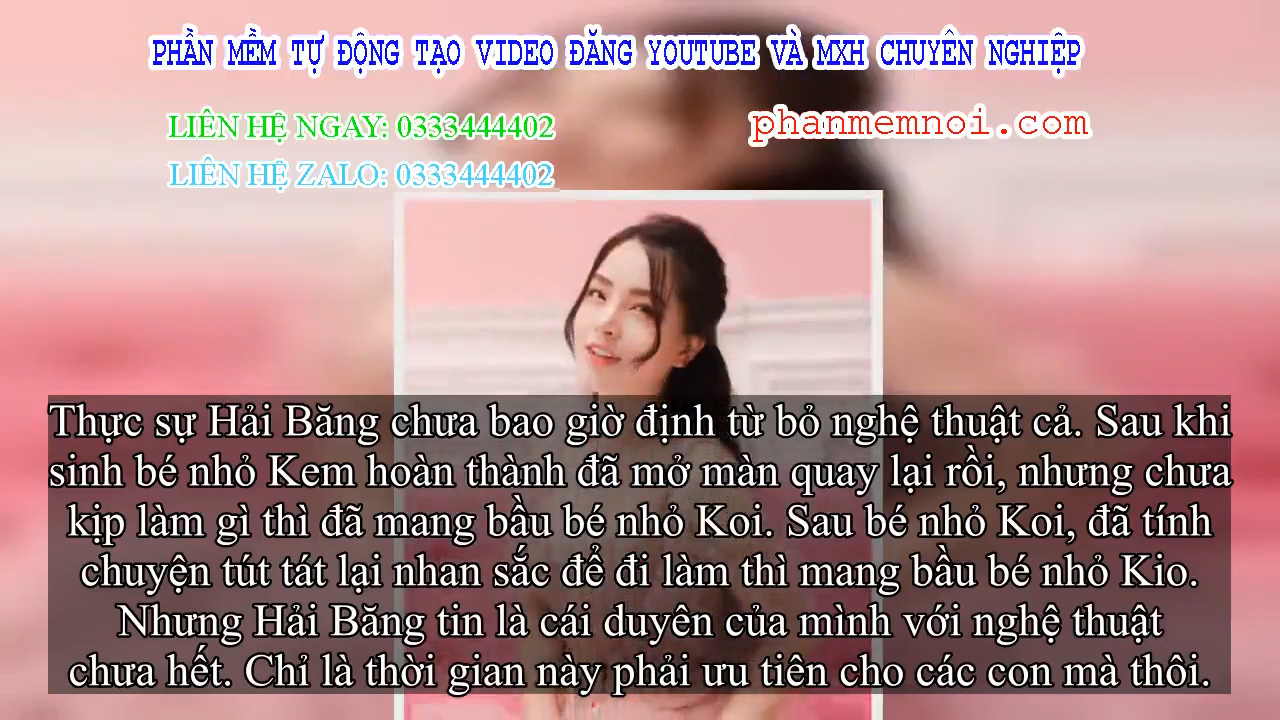 PHẦN MỀM TỰ ĐỘNG TẠO VIDEO ĐĂNG YOUTUBE VÀ MXH CHUYÊN NGHIỆP
LIÊN HỆ NGAY: 0333444402
phanmemnoi.com
LIÊN HỆ ZALO: 0333444402
Thực sự Hải Băng chưa bao giờ định từ bỏ nghệ thuật cả. Sau khi
sinh bé nhỏ Kem hoàn thành đã mở màn quay lại rồi, nhưng chưa
kịp làm gì thì đã mang bầu bé nhỏ Koi. Sau bé nhỏ Koi, đã tính
chuyện tút tát lại nhan sắc để đi làm thì mang bầu bé nhỏ Kio.
Nhưng Hải Băng tin là cái duyên của mình với nghệ thuật
chưa hết. Chỉ là thời gian này phải ưu tiên cho các con mà thôi.